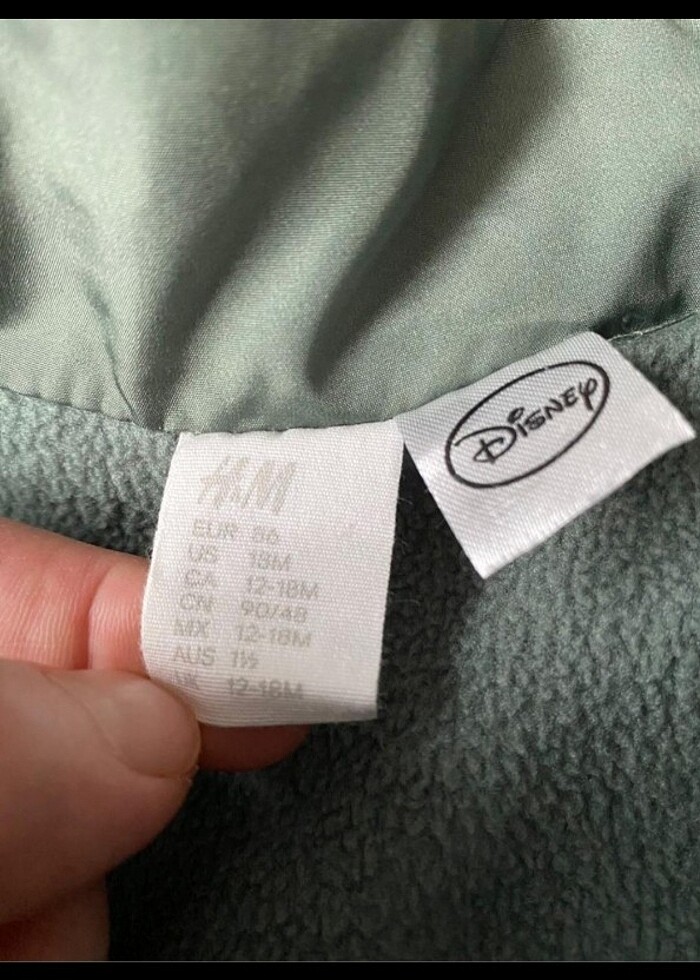 H&M
EUR 86
US 18M
CA 12-18M
CN 90/48
MX 12-18M
AUS 1½
UK 12-18M
Disney